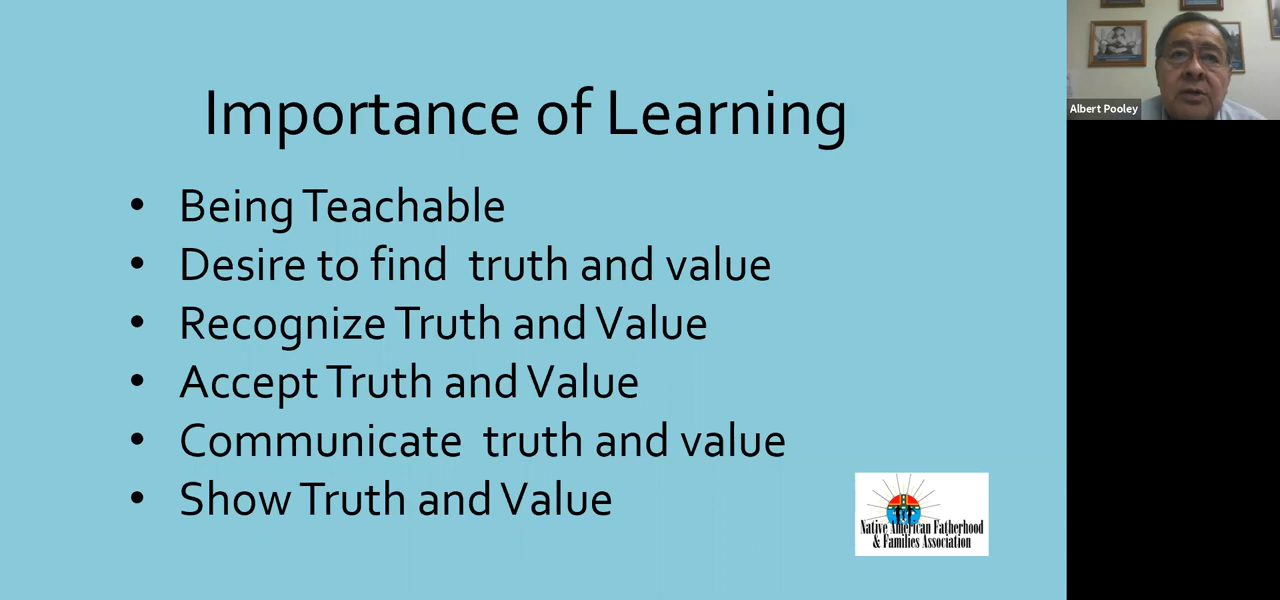 Importance of Learning
• Being Teachable
• Desire to find  truth and value
• Recognize Truth and Value
• Accept Truth and Value
• Communicate  truth and value
• Show Truth and Value
Native American Fatherhood
& Families Association
Albert Pooley